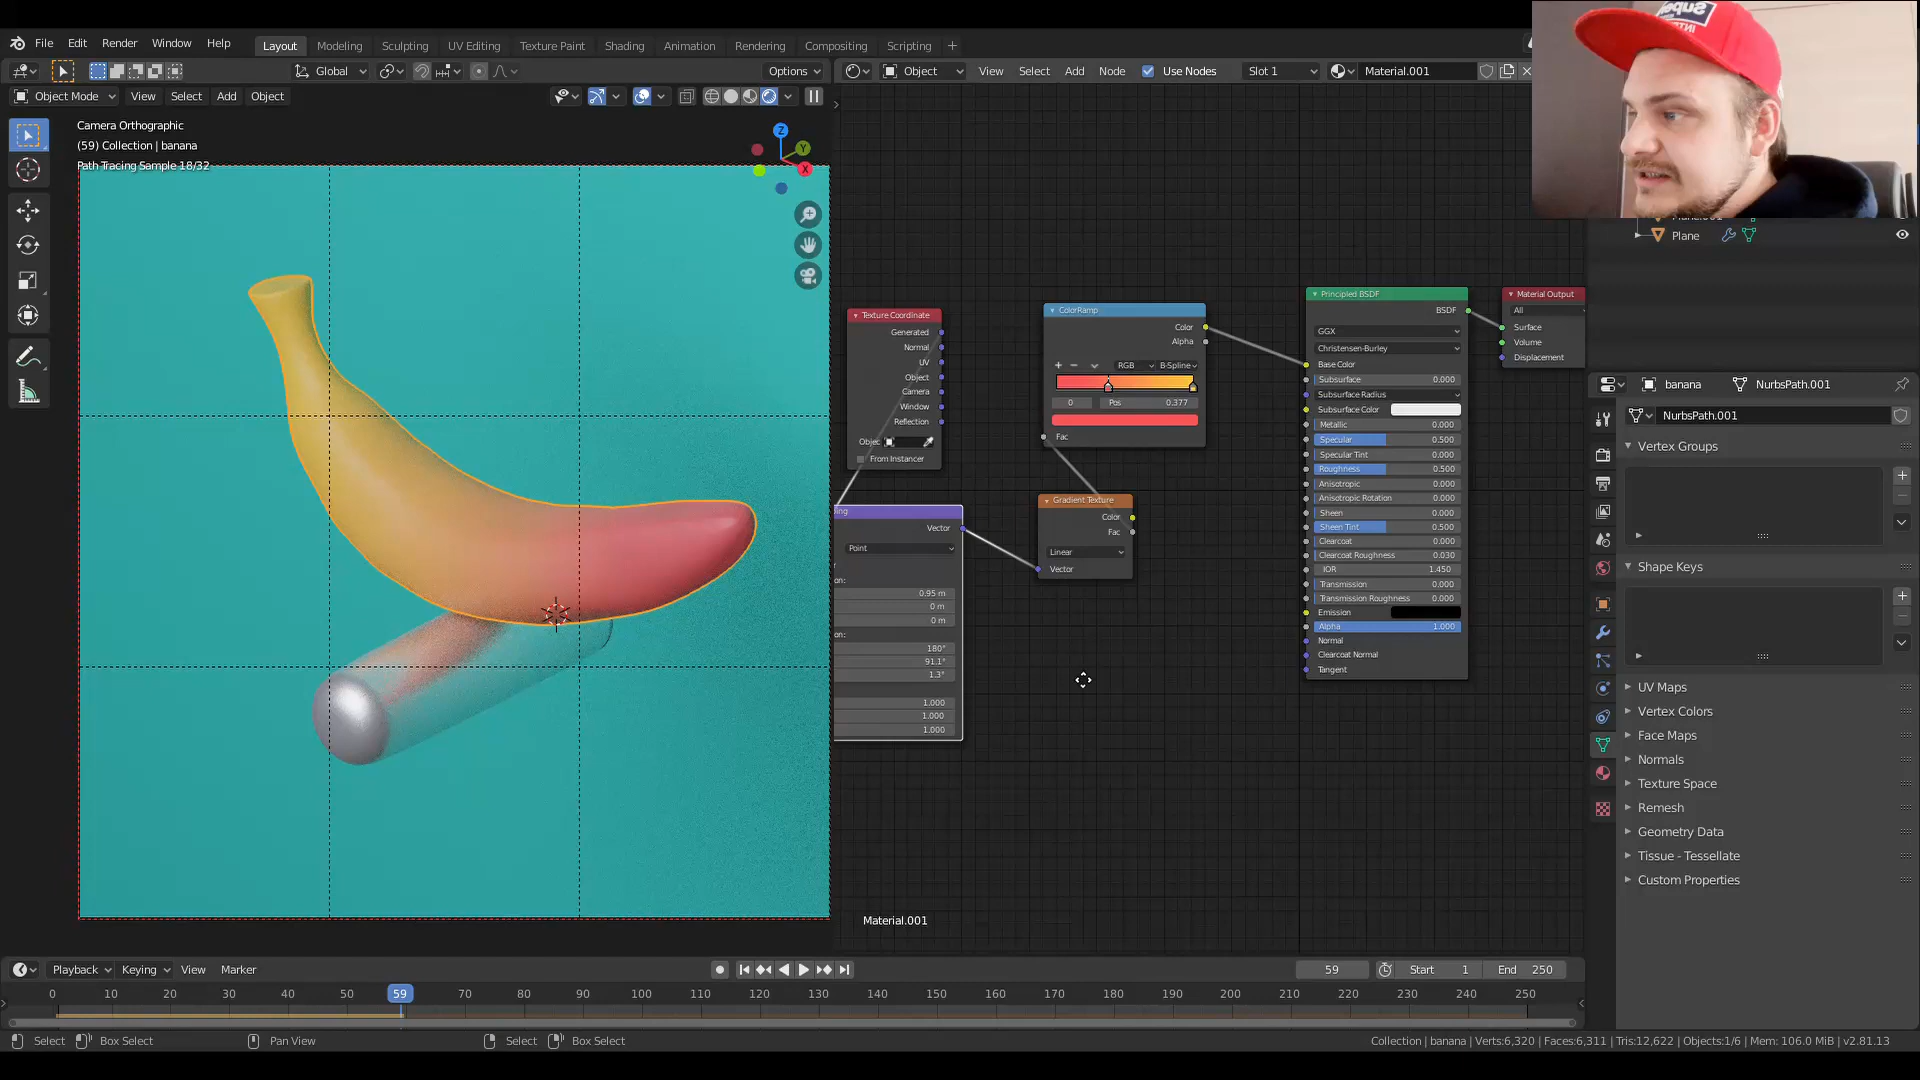 File Edit Render Window Help Layout Modeling Sculpting UV Editing Texture Paint Shading Animation Rendering Compositing Scripting +
Global Options
Object View Select Add Node Use Nodes Slot 1 Material.001
Object Mode View Select Add Object
Camera Orthographic
(59) Collection | banana
Path Tracing Sample 18/32
Z
Y
X
Plane
Texture Coordinate
Generated
Normal
UV
Object
Camera
Window
Reflection
Objec
From Instancer
ColorRamp
Color
Alpha
RGB B-Spline
0 Pos 0.377
Fac
Gradient Texture
Color
Fac
Linear
Vector
ing
Vector
Point
on:
0.95 m
0 m
0 m
on:
180°
91.1°
1.3°
1.000
1.000
1.000
Principled BSDF
BSDF
GGX
Christensen-Burley
Base Color
Subsurface 0.000
Subsurface Radius
Subsurface Color
Metallic 0.000
Specular 0.500
Specular Tint 0.000
Roughness 0.500
Anisotropic 0.000
Anisotropic Rotation 0.000
Sheen 0.000
Sheen Tint 0.500
Clearcoat 0.000
Clearcoat Roughness 0.030
IOR 1.450
Transmission 0.000
Transmission Roughness 0.000
Emission
Alpha 1.000
Normal
Clearcoat Normal
Tangent
Material Output
All
Surface
Volume
Displacement
Material.001
banana NurbsPath.001
NurbsPath.001
Vertex Groups
Shape Keys
UV Maps
Vertex Colors
Face Maps
Normals
Texture Space
Remesh
Geometry Data
Tissue - Tessellate
Custom Properties
Playback Keying View Marker 59 Start 1 End 250
0 10 20 30 40 50 59 70 80 90 100 110 120 130 140 150 160 170 180 190 200 210 220 230 240 250
Select Box Select Pan View Select Box Select Collection | banana | Verts:6,320 | Faces:6,311 | Tris:12,622 | Objects:1/6 | Mem: 106.0 MiB | v2.81.13